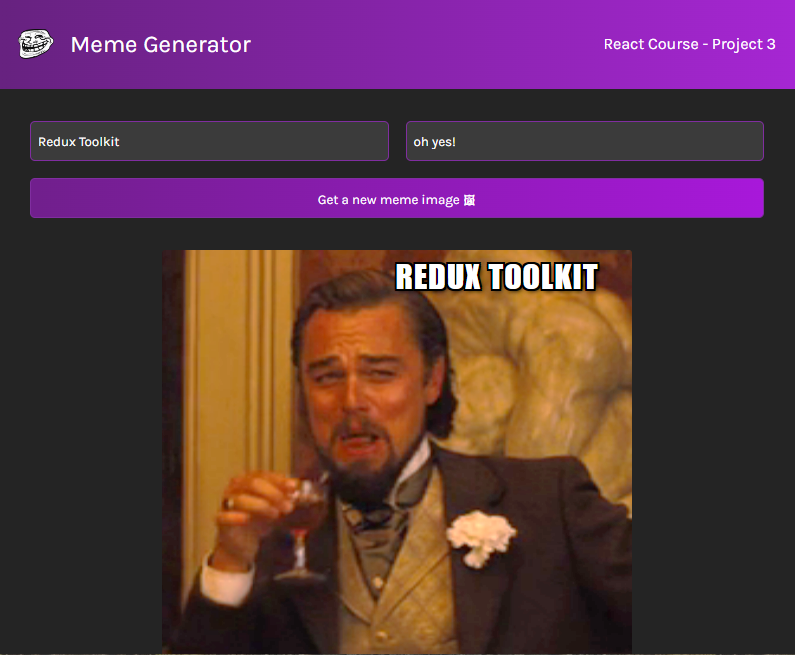 Meme Generator
React Course - Project 3
Redux Toolkit
oh yes!
Get a new meme image 🖼
REDUX TOOLKIT